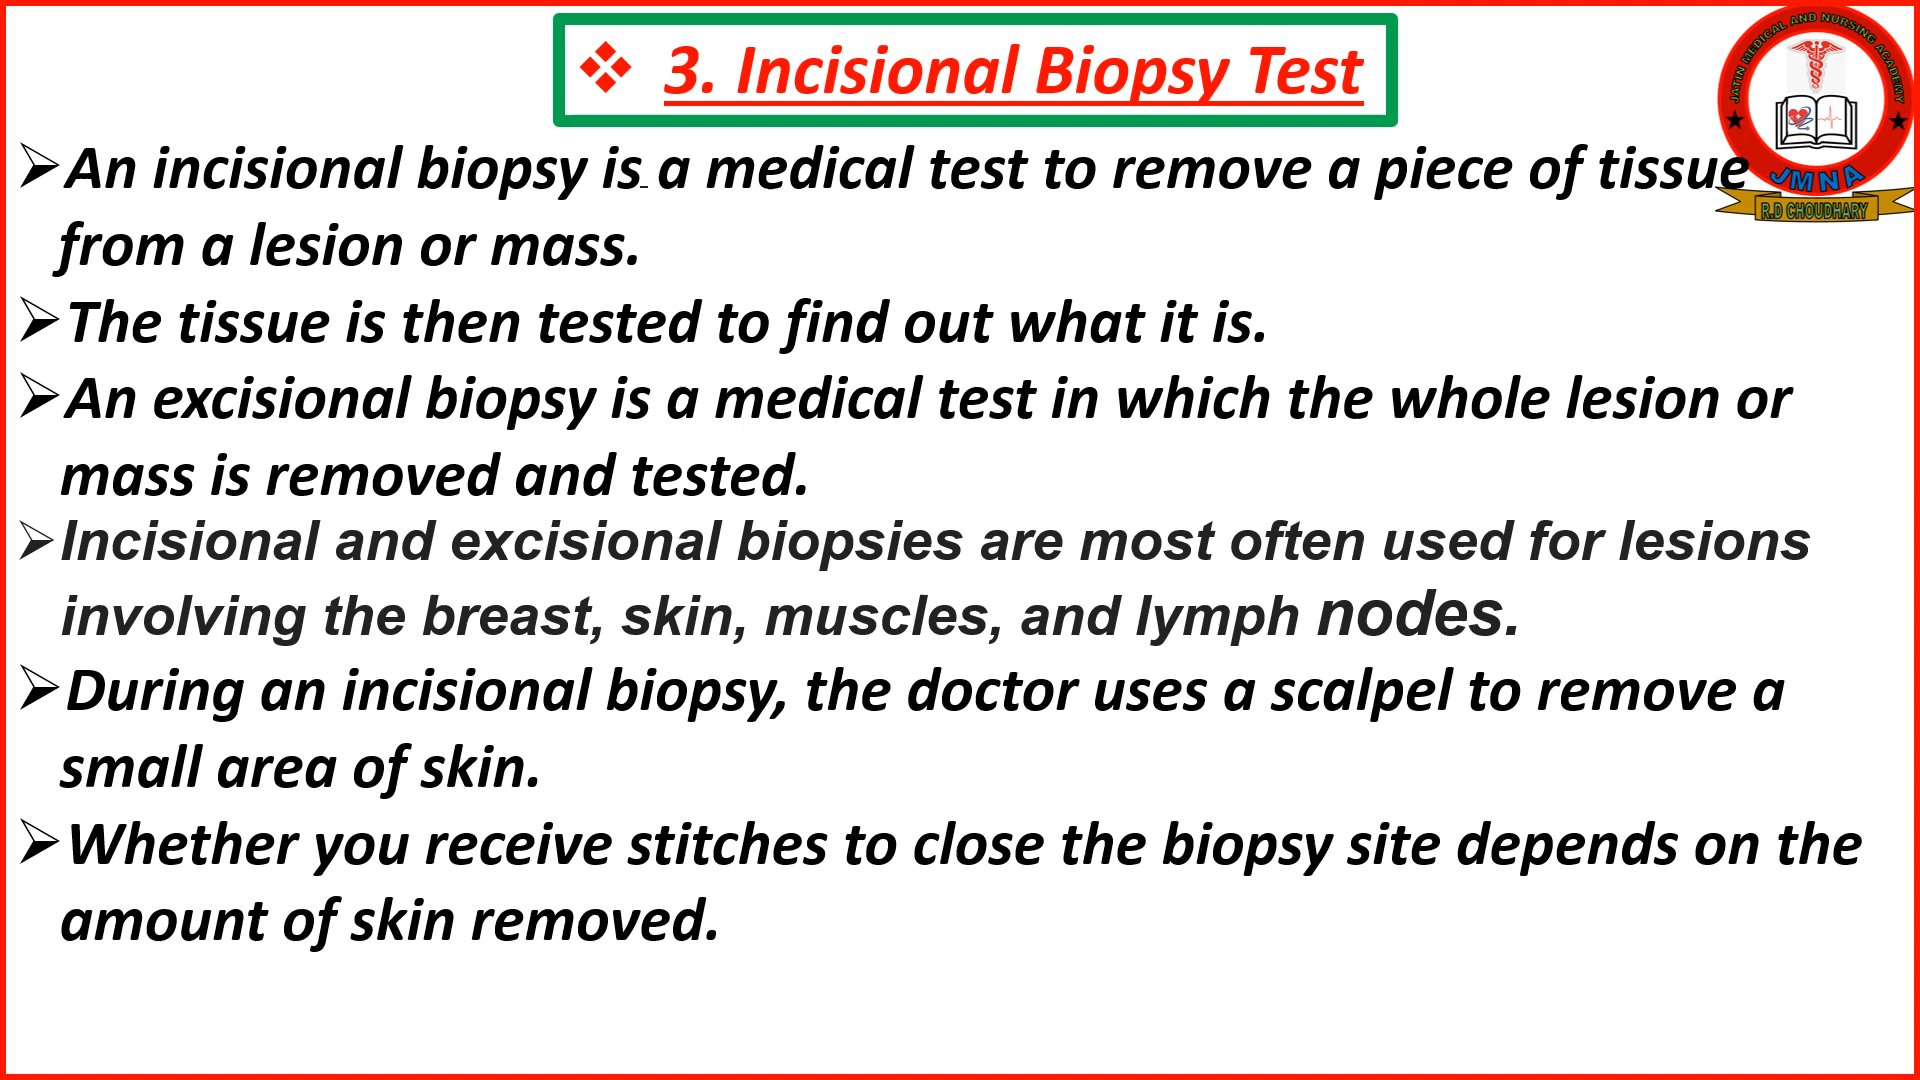 ❖ 3. Incisional Biopsy Test
JATIN MEDICAL AND NURSING ACADEMY
JMNA
R.D CHOUDHARY
➢An incisional biopsy is a medical test to remove a piece of tissue
from a lesion or mass.
➢The tissue is then tested to find out what it is.
➢An excisional biopsy is a medical test in which the whole lesion or
mass is removed and tested.
➢Incisional and excisional biopsies are most often used for lesions
involving the breast, skin, muscles, and lymph nodes.
➢During an incisional biopsy, the doctor uses a scalpel to remove a
small area of skin.
➢Whether you receive stitches to close the biopsy site depends on the
amount of skin removed.